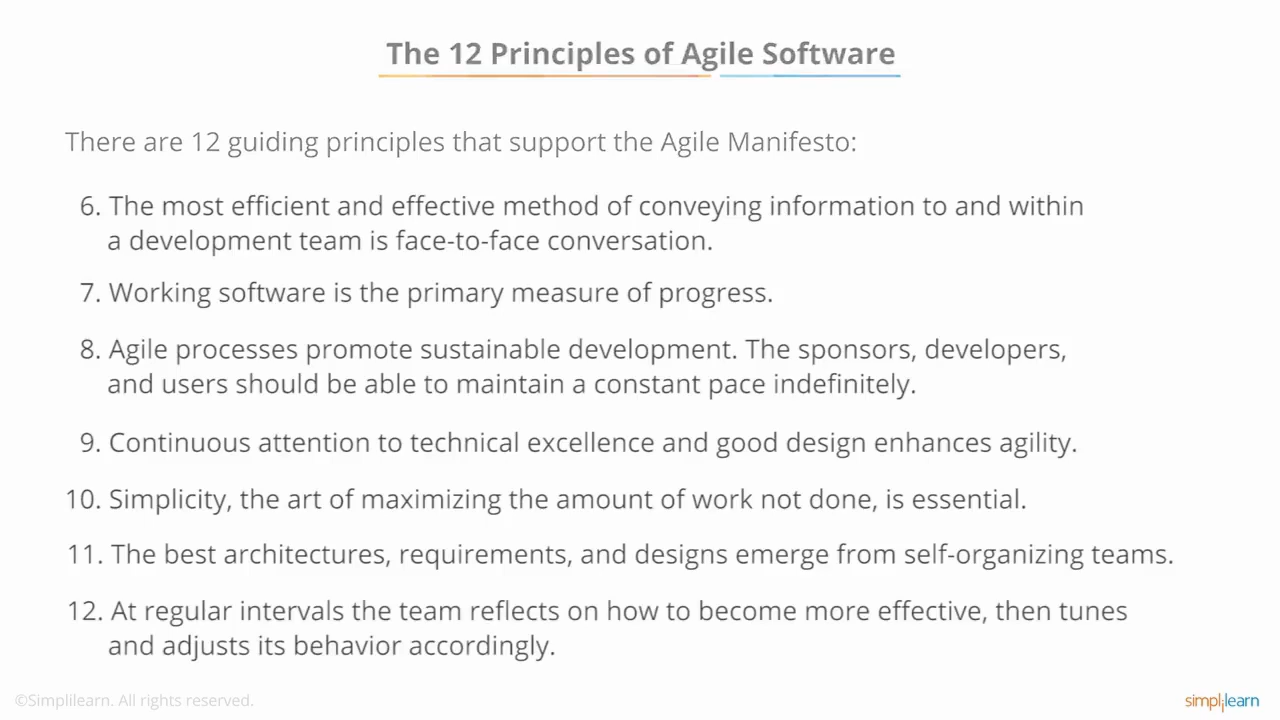 The 12 Principles of Agile Software
There are 12 guiding principles that support the Agile Manifesto:
6. The most efficient and effective method of conveying information to and within
a development team is face-to-face conversation.
7. Working software is the primary measure of progress.
8. Agile processes promote sustainable development. The sponsors, developers,
and users should be able to maintain a constant pace indefinitely.
9. Continuous attention to technical excellence and good design enhances agility.
10. Simplicity, the art of maximizing the amount of work not done, is essential.
11. The best architectures, requirements, and designs emerge from self-organizing teams.
12. At regular intervals the team reflects on how to become more effective, then tunes
and adjusts its behavior accordingly.
©Simplilearn. All rights reserved.
simplilearn